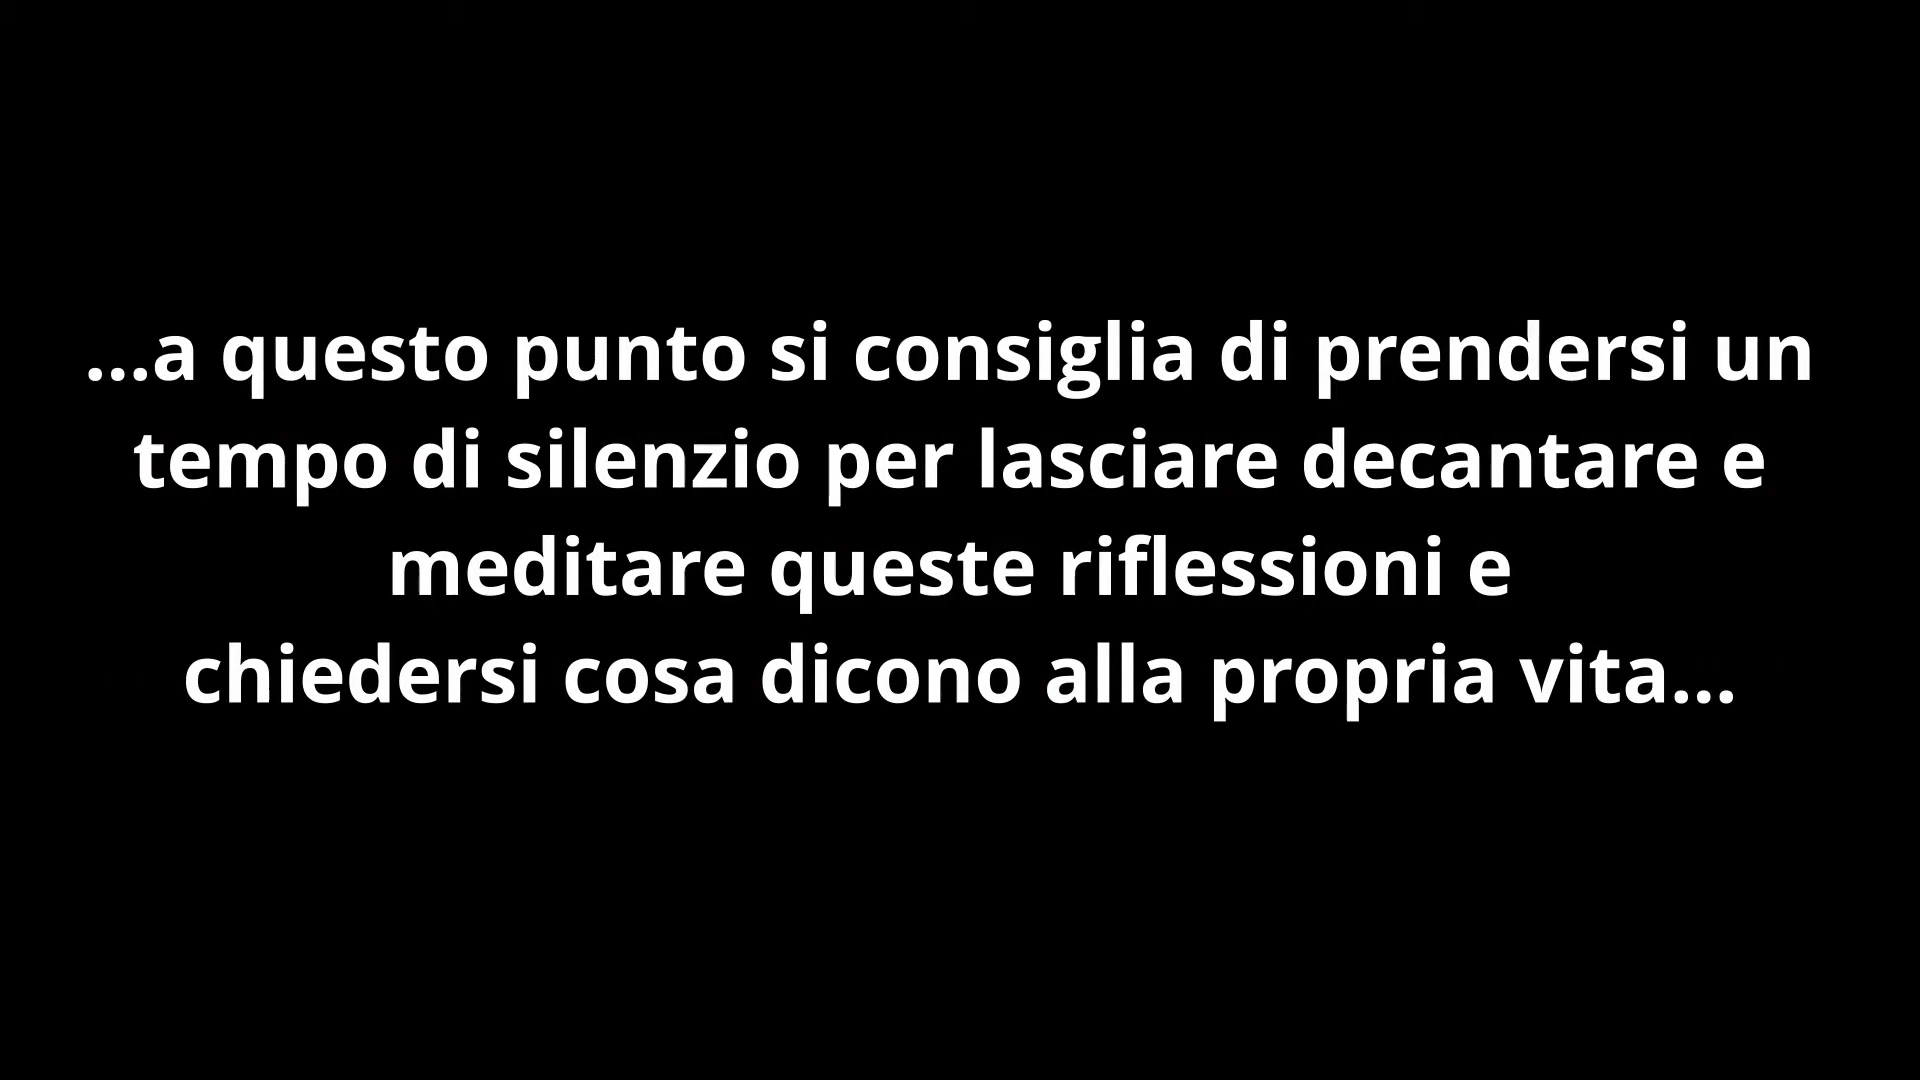 ...a questo punto si consiglia di prendersi un
tempo di silenzio per lasciare decantare e
meditare queste riflessioni e
chiedersi cosa dicono alla propria vita...